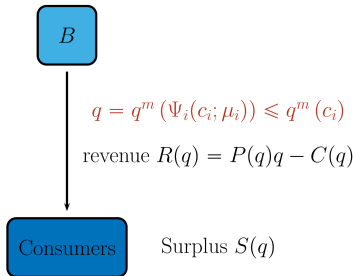 B
q = q^m (Ψ_i(c_i; μ_i)) ⩽ q^m (c_i)
revenue R(q) = P(q)q − C(q)
Consumers Surplus S(q)